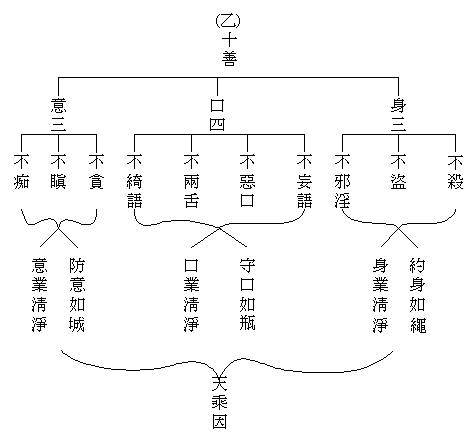 (乙)十善
身三
口四
意三
不殺
不盜
不邪淫
不妄語
不惡口
不兩舌
不綺語
不貪
不瞋
不痴
約身如繩
身業清淨
守口如瓶
口業清淨
防意如城
意業清淨
天乘因